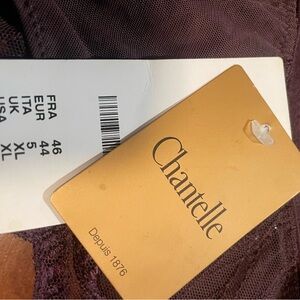 FRA 46
EUR 44
ITA 5
UK XL
USA XL
Chantelle
Depuis 1876